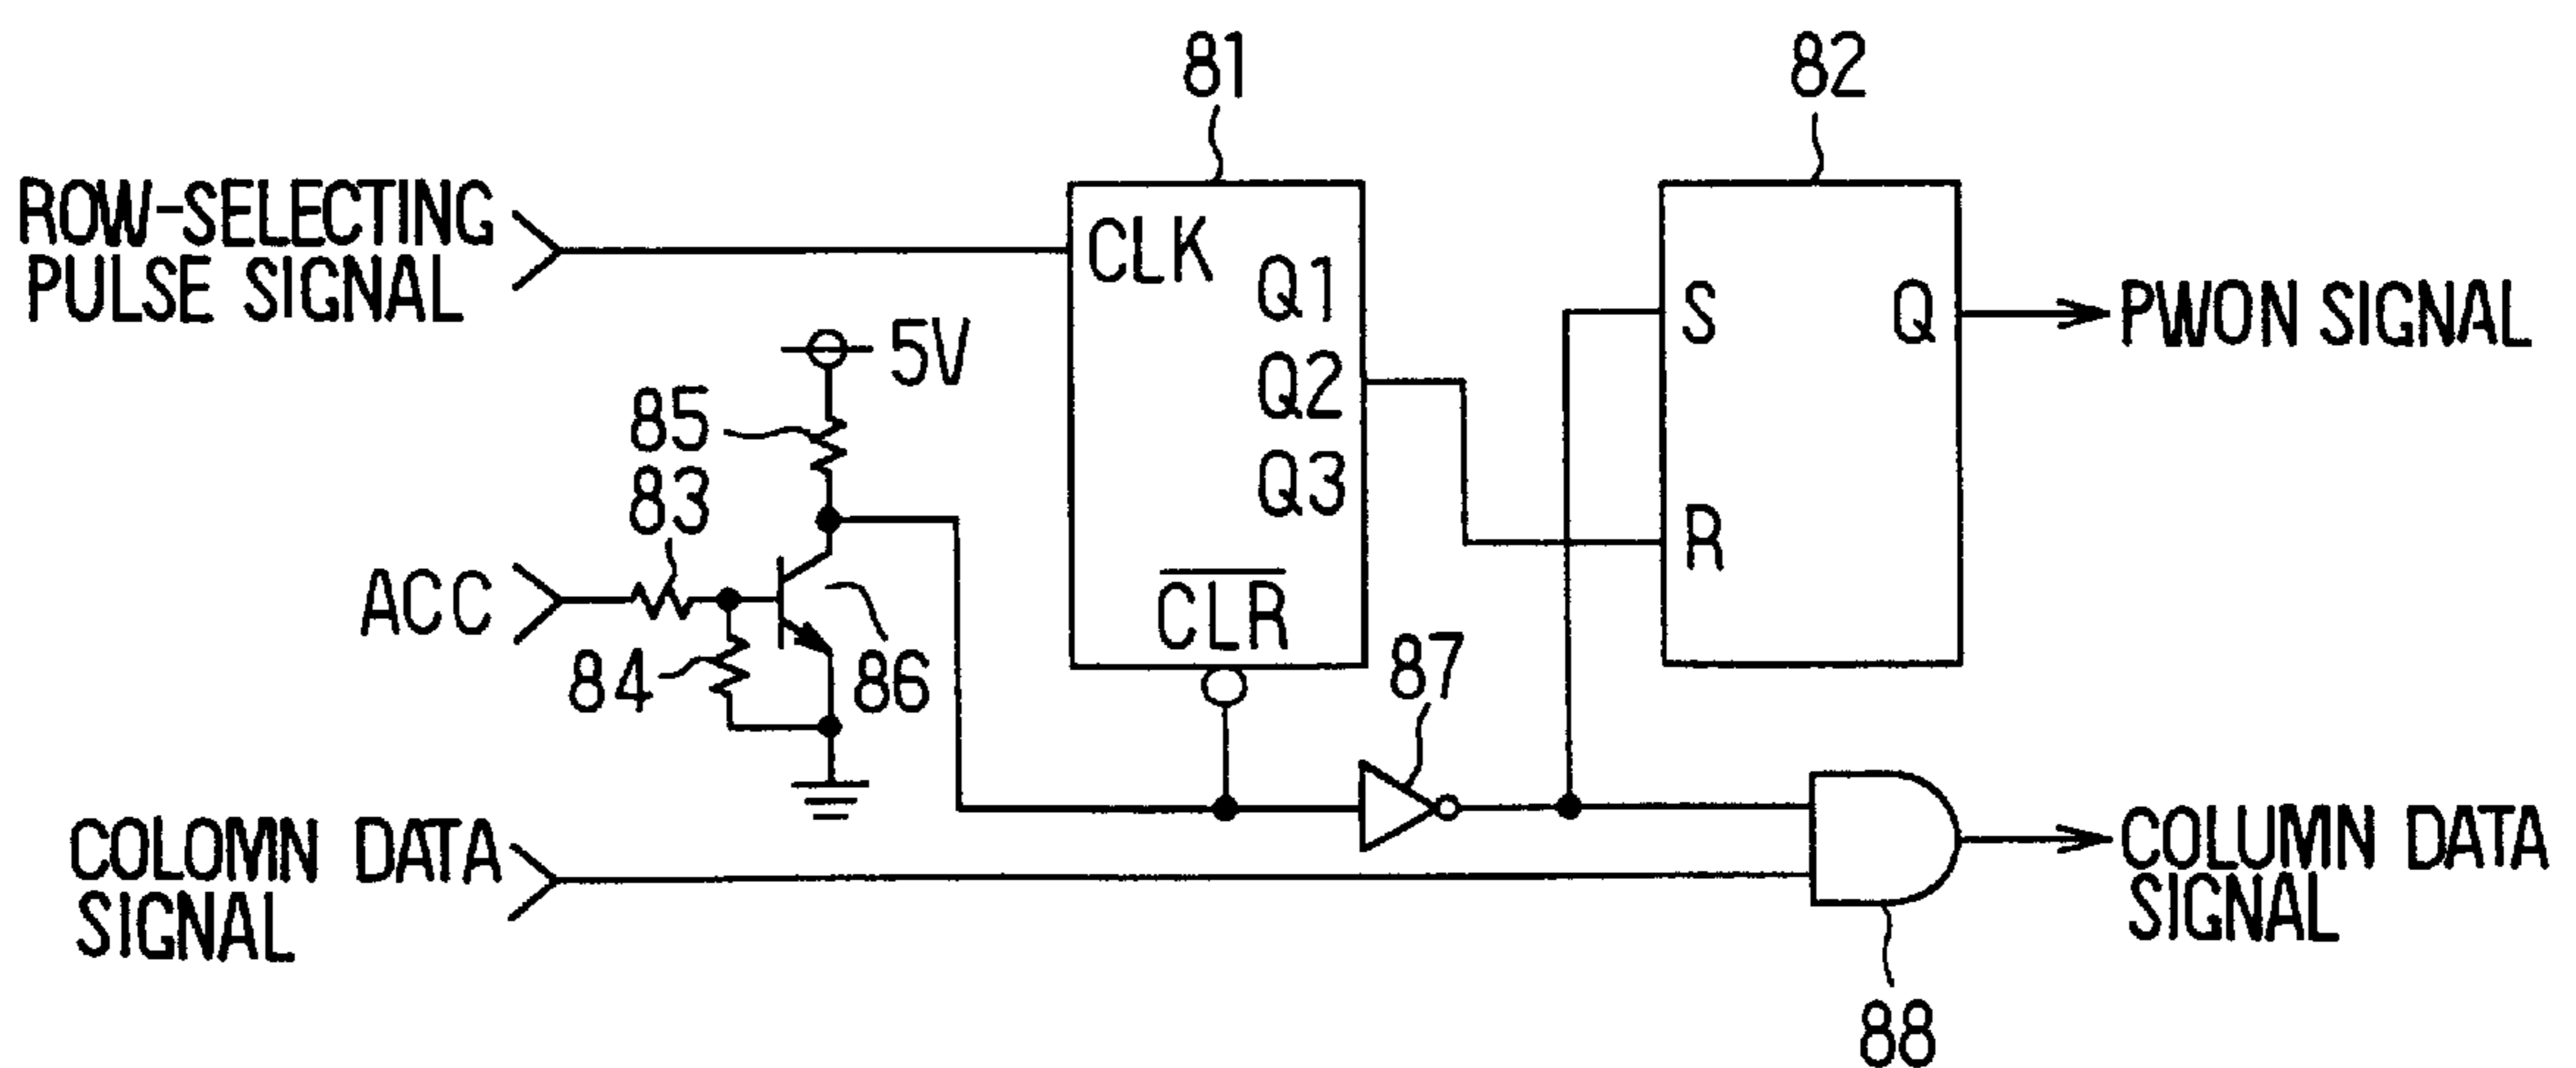 81
82
ROW-SELECTING
PULSE SIGNAL
CLK
Q1
Q2
Q3
C̅L̅R̅
S
R
Q
PWON SIGNAL
5V
85
83
ACC
84
86
87
COLOMN DATA
SIGNAL
COLUMN DATA
SIGNAL
88